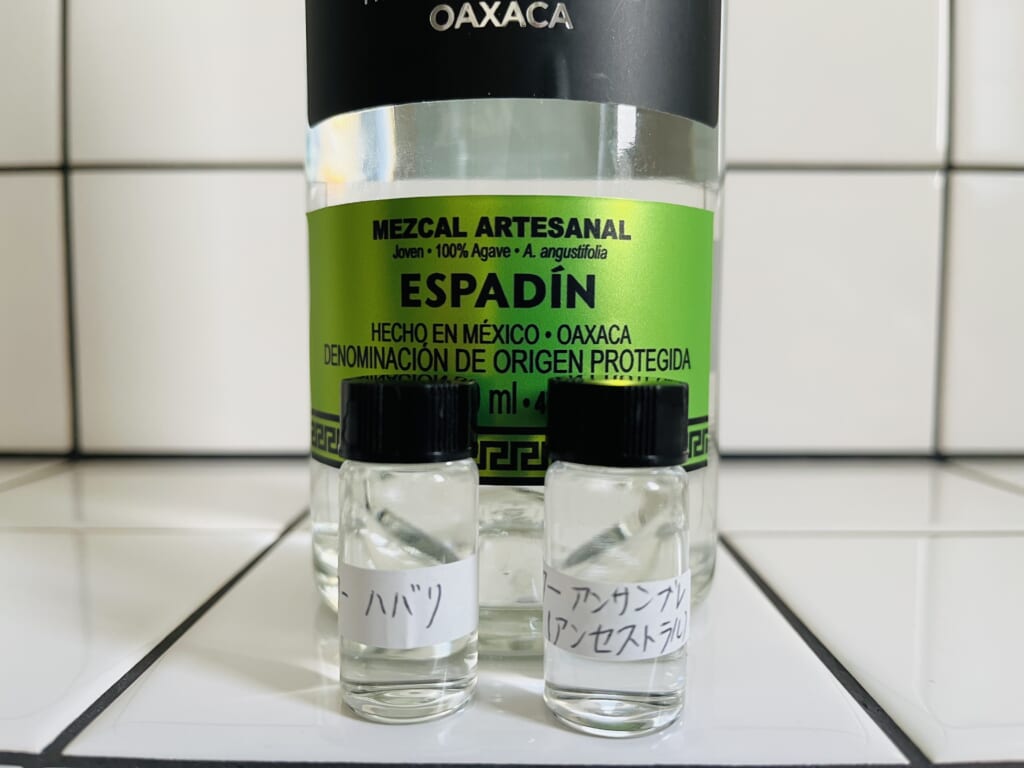 OAXACA
MEZCAL ARTESANAL
Joven • 100% Agave • A. angustifolia
ESPADÍN
HECHO EN MÉXICO • OAXACA
DENOMINACIÓN DE ORIGEN PROTEGIDA
ml •
ー ハバリ
ー アンサンブレ
(アンセストラル)